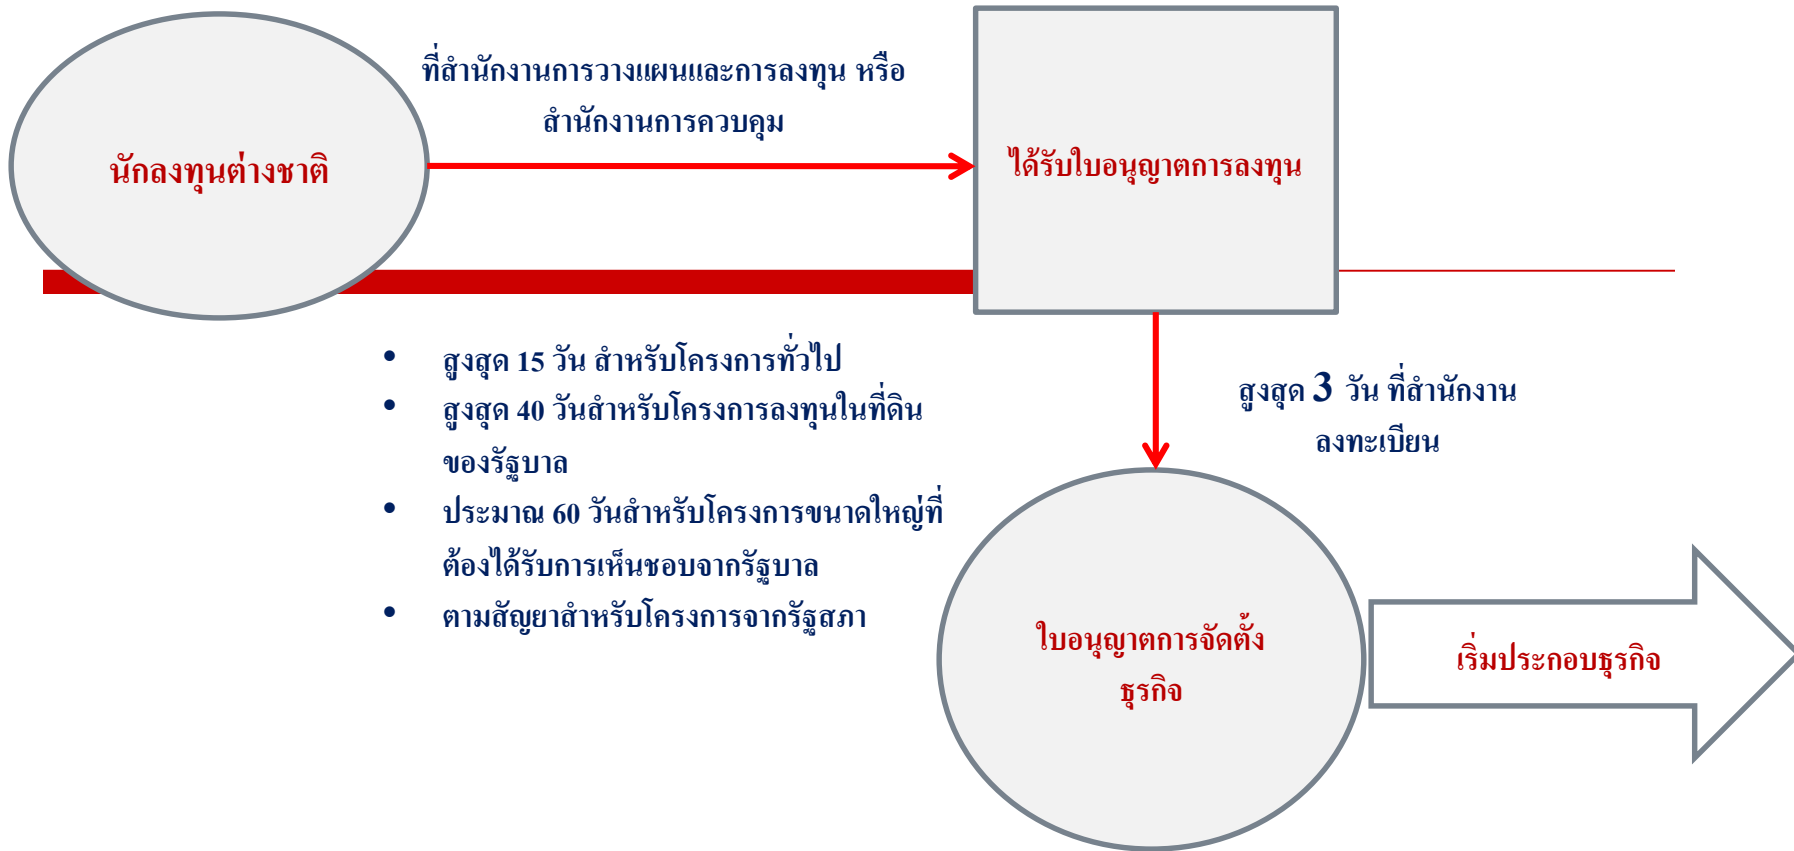 นักลงทุนต่างชาติ
ที่สำนักงานการวางแผนและการลงทุน หรือ
สำนักงานการควบคุม
ได้รับใบอนุญาตการลงทุน
• สูงสุด 15 วัน สำหรับโครงการทั่วไป
• สูงสุด 40 วันสำหรับโครงการลงทุนในที่ดิน
ของรัฐบาล
• ประมาณ 60 วันสำหรับโครงการขนาดใหญ่ที่
ต้องได้รับการเห็นชอบจากรัฐบาล
• ตามสัญยาสำหรับโครงการจากรัฐสภา
สูงสุด 3 วัน ที่สำนักงาน
ลงทะเบียน
ใบอนุญาตการจัดตั้ง
ธุรกิจ
เริ่มประกอบธุรกิจ